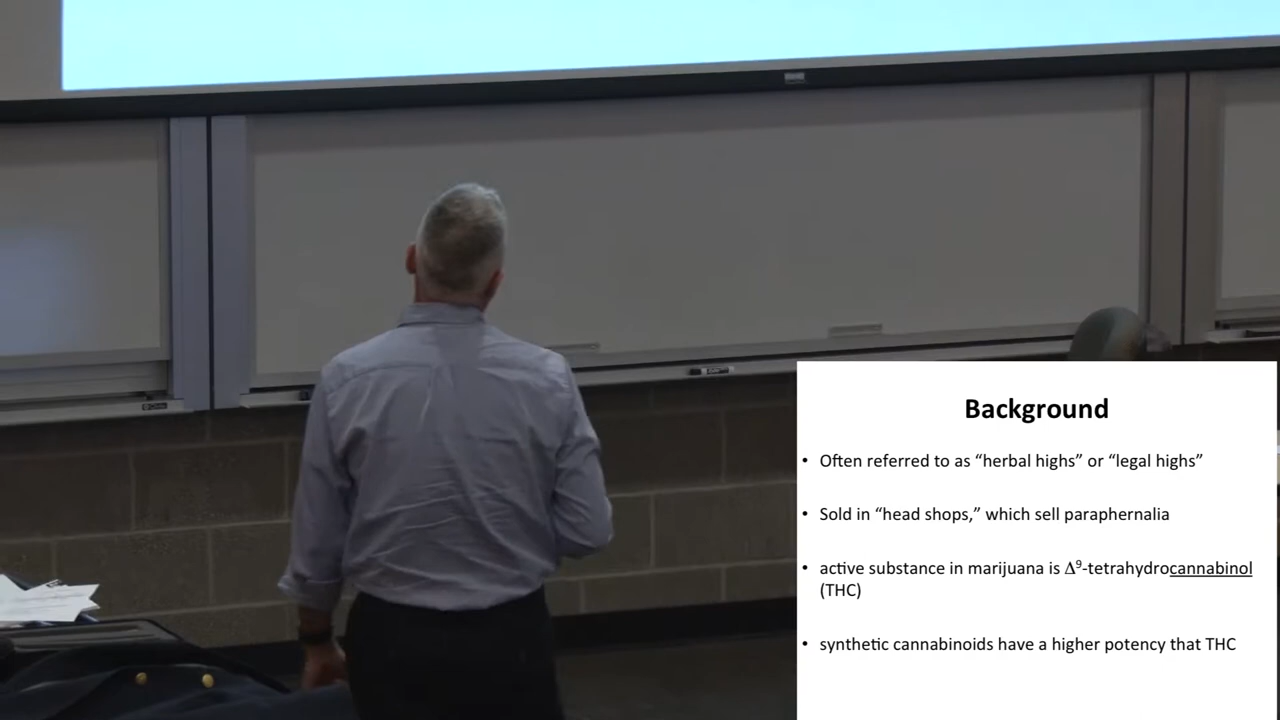 Background
• Often referred to as “herbal highs” or “legal highs”
• Sold in “head shops,” which sell paraphernalia
• active substance in marijuana is Δ⁹-tetrahydrocannabinol
(THC)
• synthetic cannabinoids have a higher potency that THC